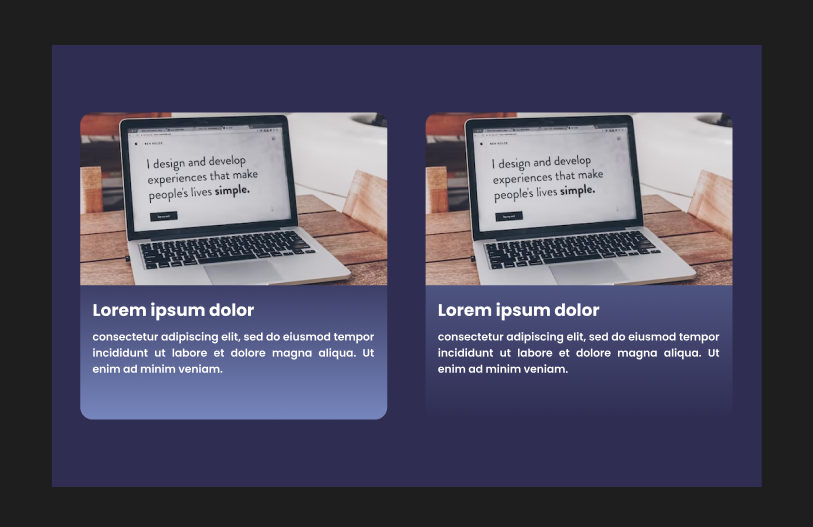 I design and develop
experiences that make
people's lives simple.
Lorem ipsum dolor
consectetur adipiscing elit, sed do eiusmod tempor
incididunt ut labore et dolore magna aliqua. Ut
enim ad minim veniam.
I design and develop
experiences that make
people's lives simple.
Lorem ipsum dolor
consectetur adipiscing elit, sed do eiusmod tempor
incididunt ut labore et dolore magna aliqua. Ut
enim ad minim veniam.